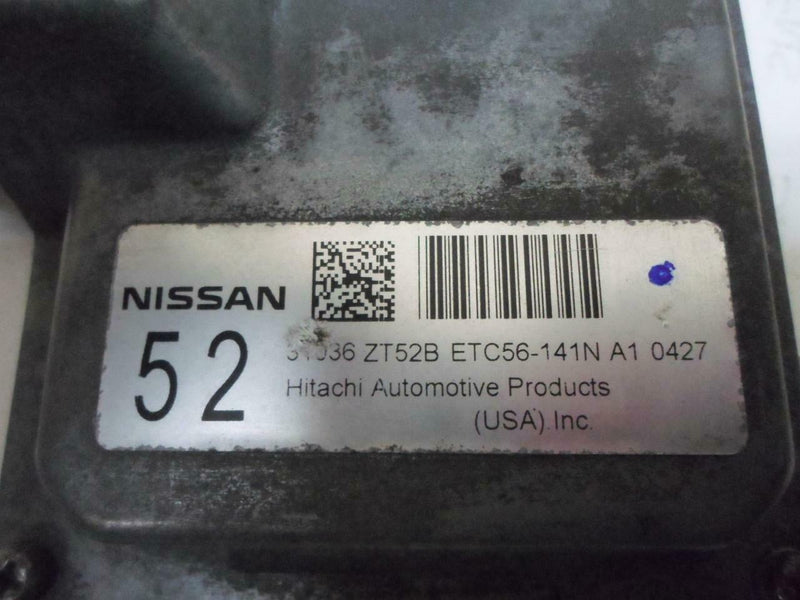 NISSAN
52
31036 ZT52B ETC56-141N A1 0427
Hitachi Automotive Products
(USA).Inc.